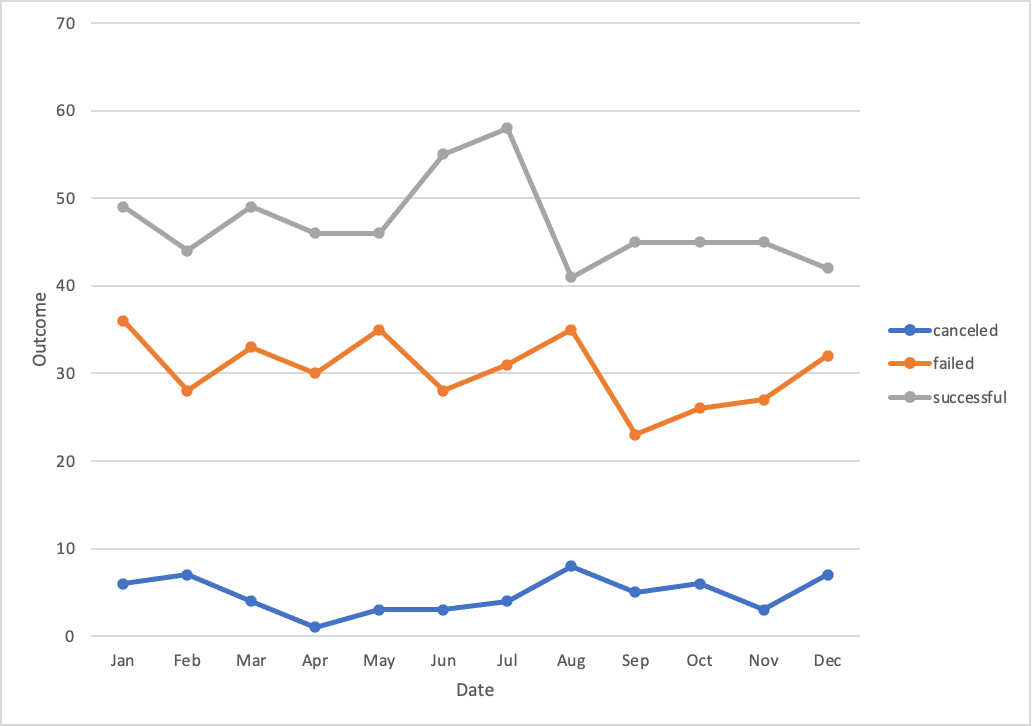 70
60
50
40
30
20
10
0
Outcome
Jan Feb Mar Apr May Jun Jul Aug Sep Oct Nov Dec
Date
canceled
failed
successful